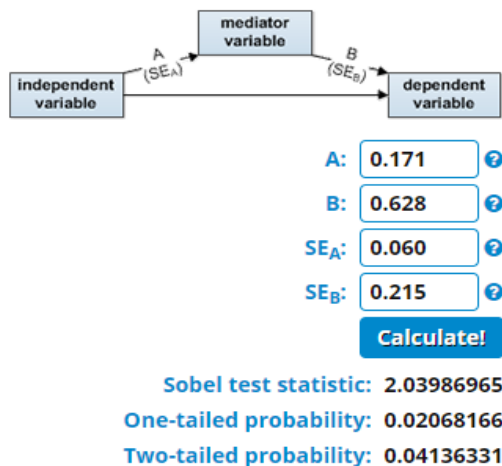 mediator
variable
A
(SEA)
B
(SEB)
independent
variable
dependent
variable
A: 0.171 ?
B: 0.628 ?
SEA: 0.060 ?
SEB: 0.215 ?
Calculate!
Sobel test statistic: 2.03986965
One-tailed probability: 0.02068166
Two-tailed probability: 0.04136331